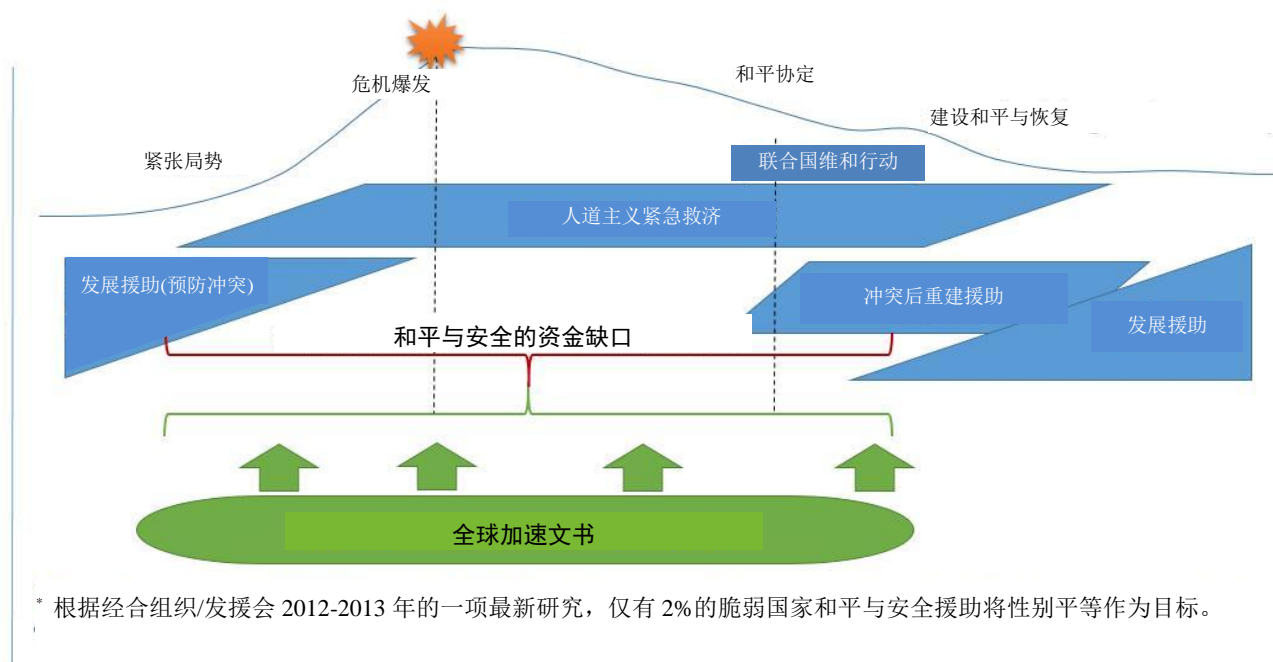 危机爆发
和平协定
建设和平与恢复
紧张局势
联合国维和行动
人道主义紧急救济
发展援助(预防冲突)
冲突后重建援助
发展援助
和平与安全的资金缺口
全球加速文书
* 根据经合组织/发援会 2012-2013 年的一项最新研究，仅有 2%的脆弱国家和平与安全援助将性别平等作为目标。